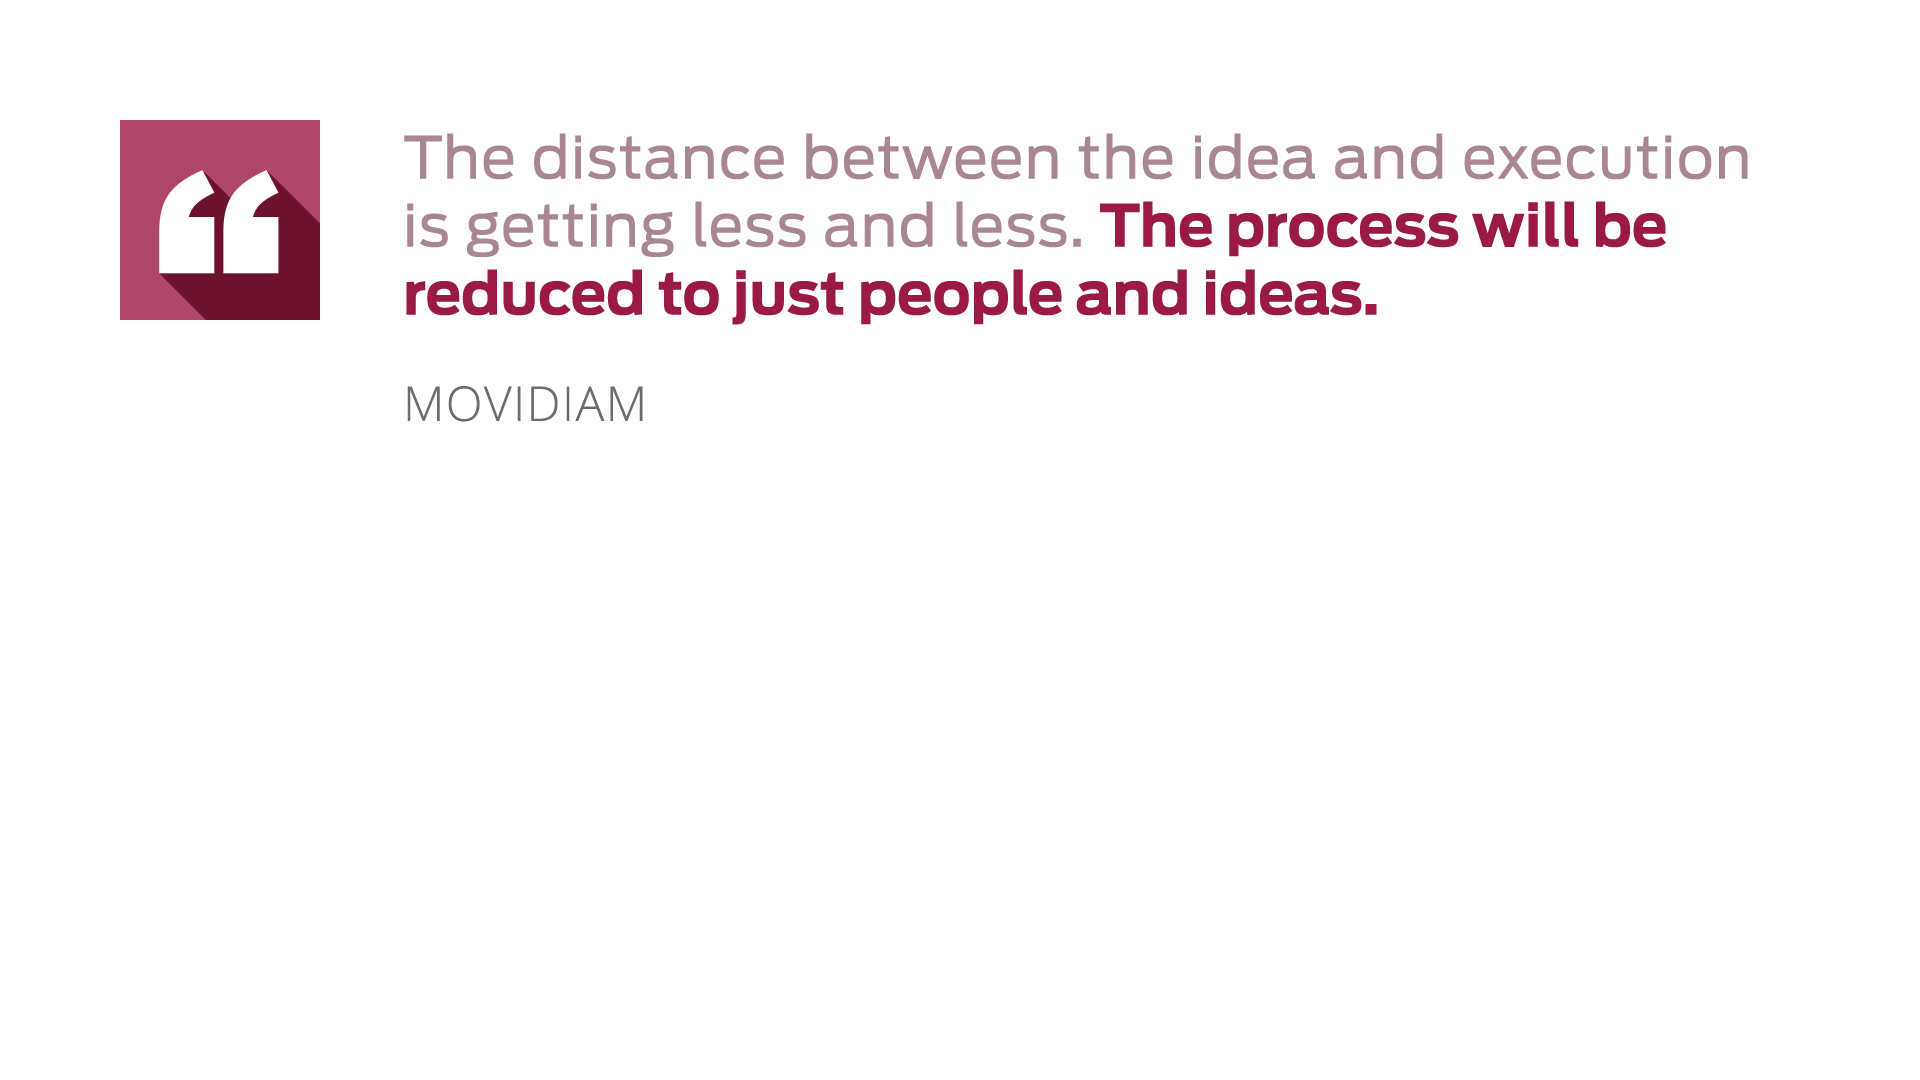 The distance between the idea and execution
is getting less and less. The process will be
reduced to just people and ideas.
MOVIDIAM